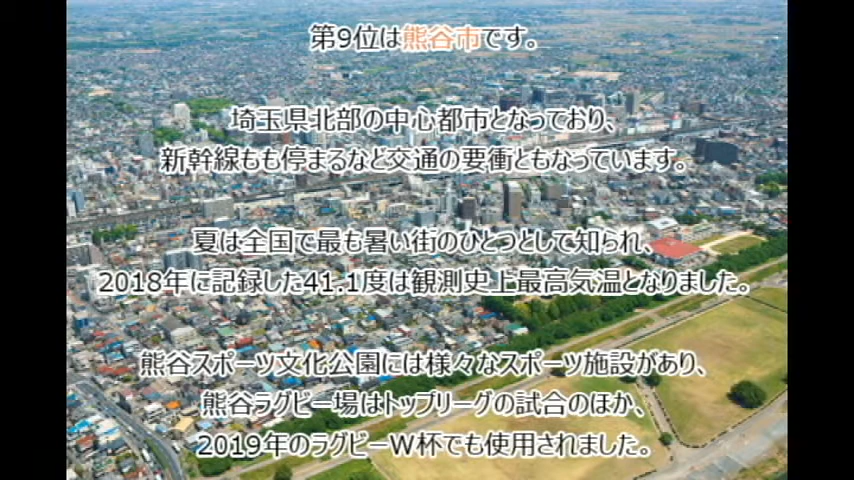 第9位は熊谷市です。
埼玉県北部の中心都市となっており、
新幹線もも停まるなど交通の要衝ともなっています。
夏は全国で最も暑い街のひとつとして知られ、
2018年に記録した41.1度は観測史上最高気温となりました。
熊谷スポーツ文化公園には様々なスポーツ施設があり、
熊谷ラグビー場はトップリーグの試合のほか、
2019年のラグビーW杯でも使用されました。